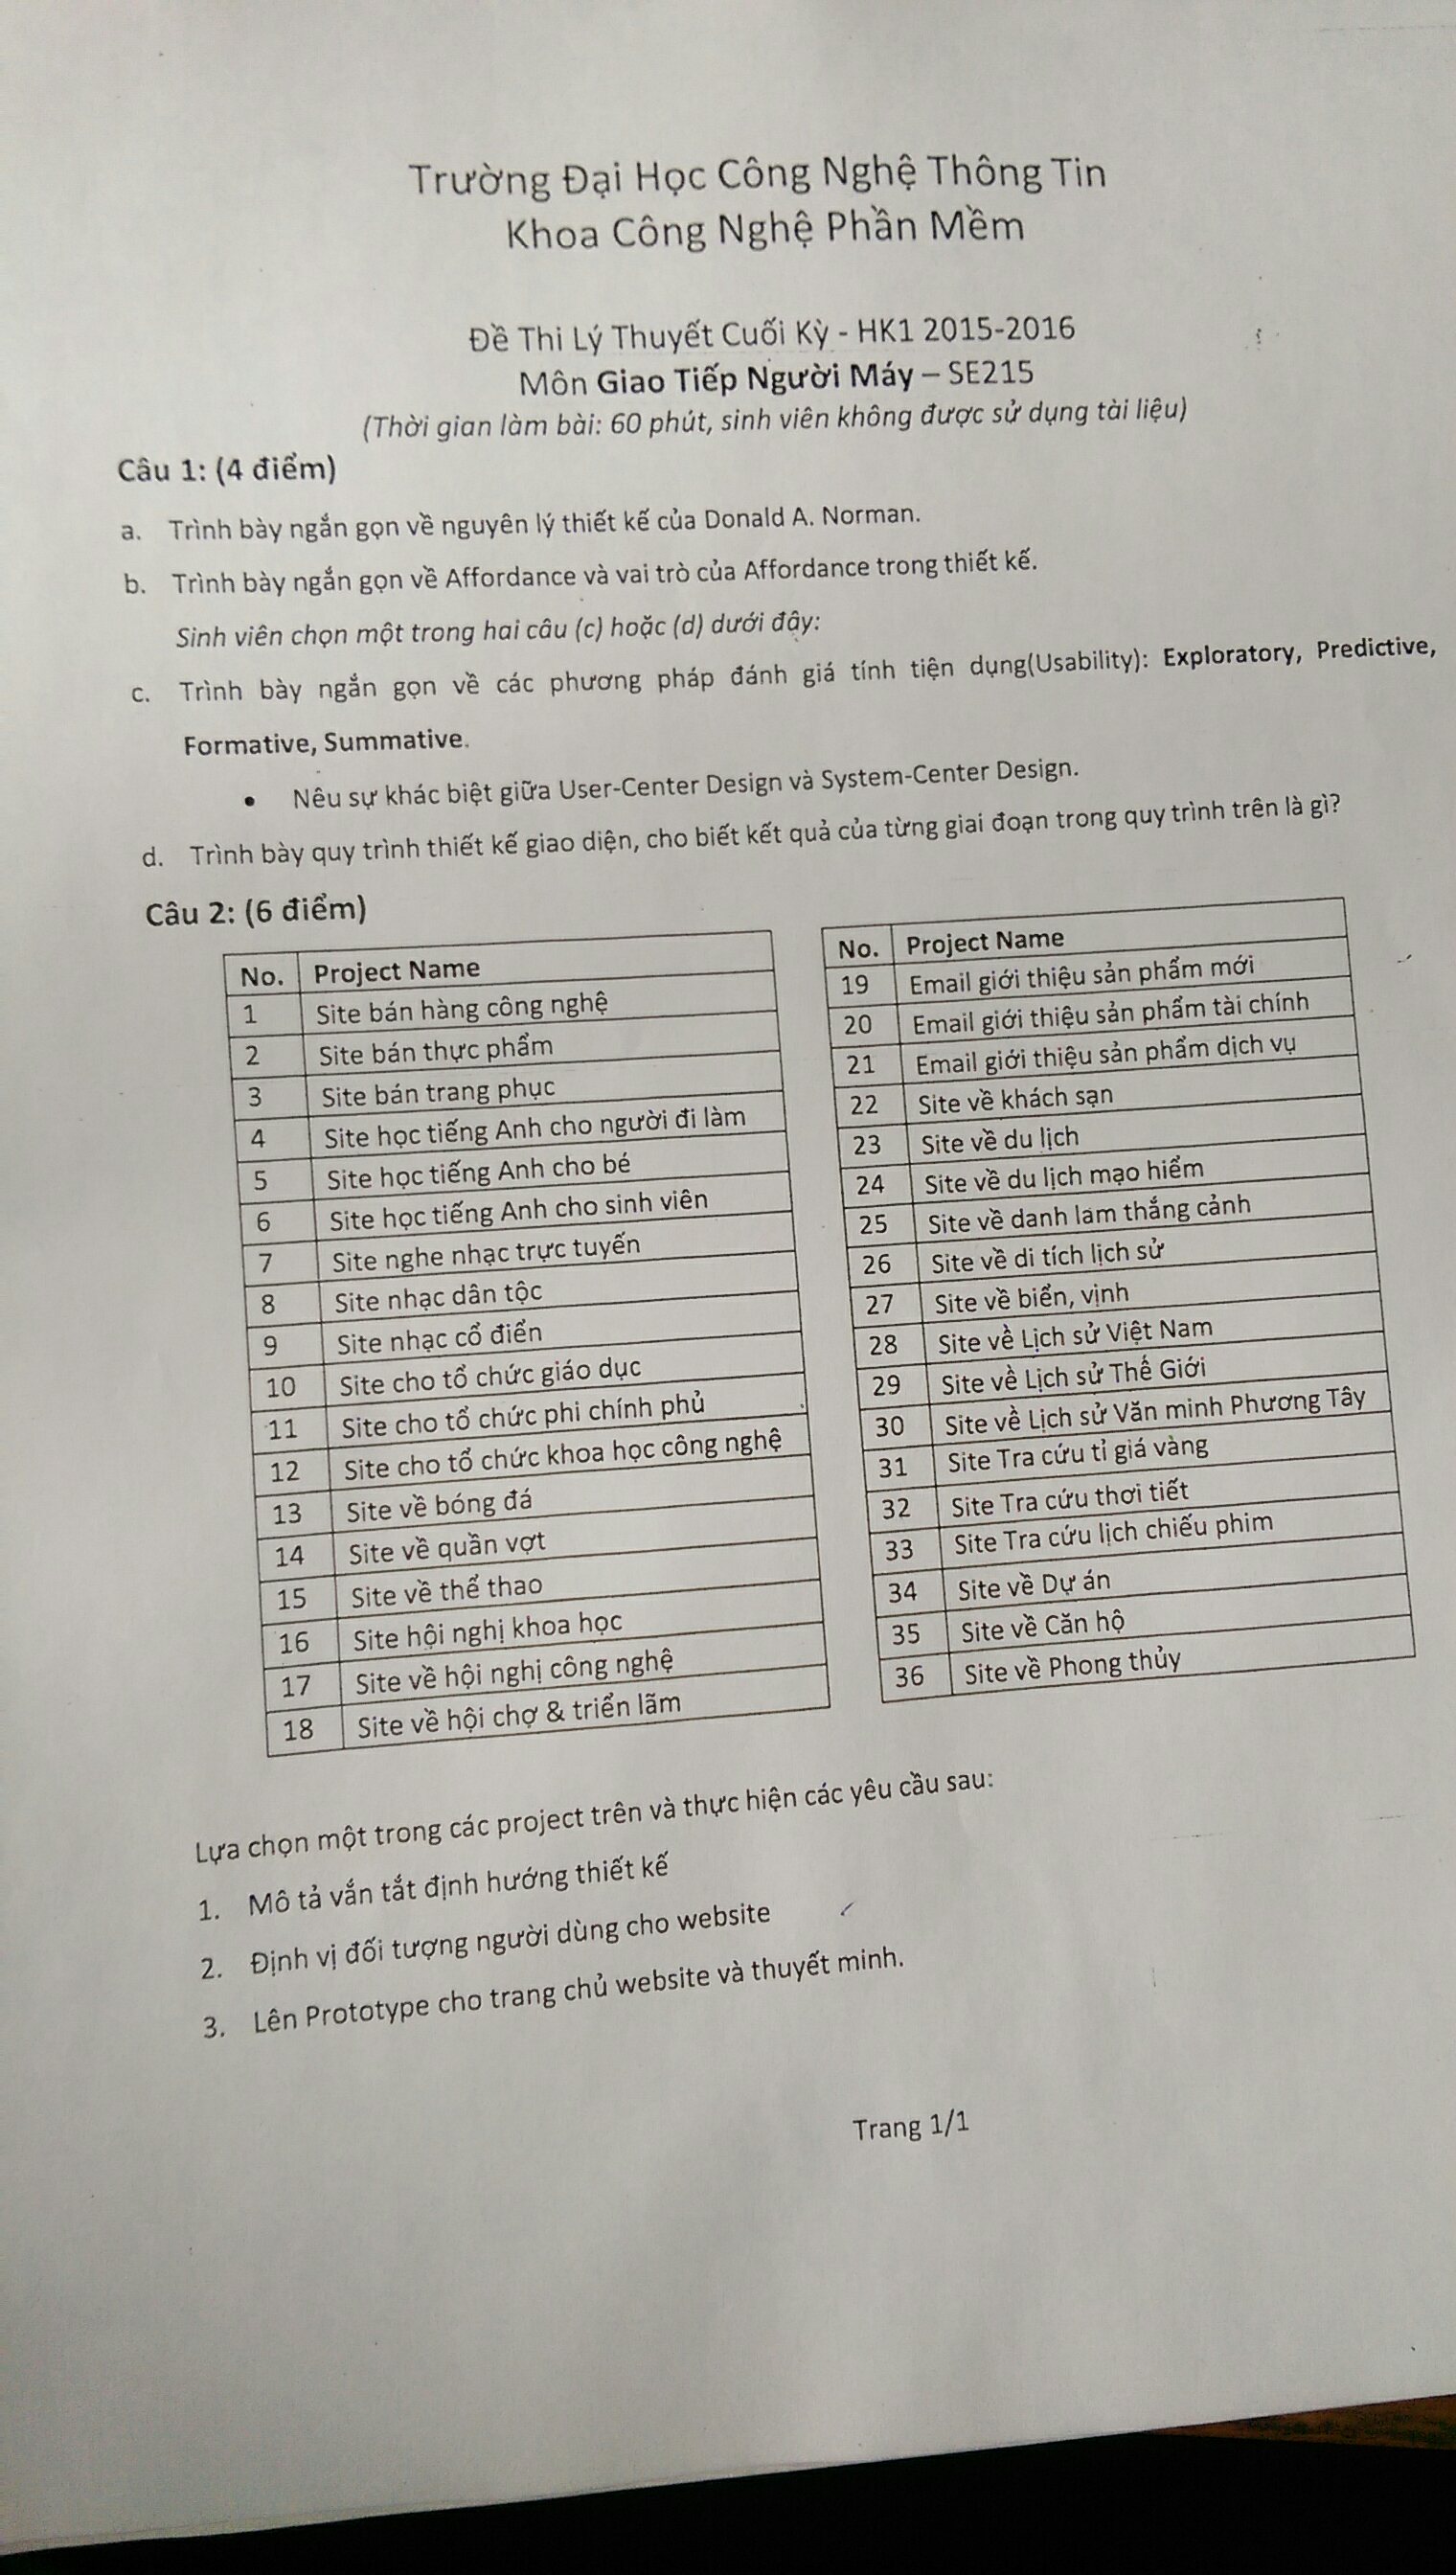 Trường Đại Học Công Nghệ Thông Tin
Khoa Công Nghệ Phần Mềm
Đề Thi Lý Thuyết Cuối Kỳ - HK1 2015-2016
Môn Giao Tiếp Người Máy – SE215
(Thời gian làm bài: 60 phút, sinh viên không được sử dụng tài liệu)
Câu 1: (4 điểm)
a. Trình bày ngắn gọn về nguyên lý thiết kế của Donald A. Norman.
b. Trình bày ngắn gọn về Affordance và vai trò của Affordance trong thiết kế.
Sinh viên chọn một trong hai câu (c) hoặc (d) dưới đây:
c. Trình bày ngắn gọn về các phương pháp đánh giá tính tiện dụng(Usability): Exploratory, Predictive,
Formative, Summative.
• Nêu sự khác biệt giữa User-Center Design và System-Center Design.
d. Trình bày quy trình thiết kế giao diện, cho biết kết quả của từng giai đoạn trong quy trình trên là gì?
Câu 2: (6 điểm)
No. Project Name
1 Site bán hàng công nghệ
2 Site bán thực phẩm
3 Site bán trang phục
4 Site học tiếng Anh cho người đi làm
5 Site học tiếng Anh cho bé
6 Site học tiếng Anh cho sinh viên
7 Site nghe nhạc trực tuyến
8 Site nhạc dân tộc
9 Site nhạc cổ điển
10 Site cho tổ chức giáo dục
11 Site cho tổ chức phi chính phủ
12 Site cho tổ chức khoa học công nghệ
13 Site về bóng đá
14 Site về quần vợt
15 Site về thể thao
16 Site hội nghị khoa học
17 Site về hội nghị công nghệ
18 Site về hội chợ & triển lãm
No. Project Name
19 Email giới thiệu sản phẩm mới
20 Email giới thiệu sản phẩm tài chính
21 Email giới thiệu sản phẩm dịch vụ
22 Site về khách sạn
23 Site về du lịch
24 Site về du lịch mạo hiểm
25 Site về danh lam thắng cảnh
26 Site về di tích lịch sử
27 Site về biển, vịnh
28 Site về Lịch sử Việt Nam
29 Site về Lịch sử Thế Giới
30 Site về Lịch sử Văn minh Phương Tây
31 Site Tra cứu tỉ giá vàng
32 Site Tra cứu thơi tiết
33 Site Tra cứu lịch chiếu phim
34 Site về Dự án
35 Site về Căn hộ
36 Site về Phong thủy
Lựa chọn một trong các project trên và thực hiện các yêu cầu sau:
1. Mô tả vắn tắt định hướng thiết kế
2. Định vị đối tượng người dùng cho website
3. Lên Prototype cho trang chủ website và thuyết minh.
Trang 1/1